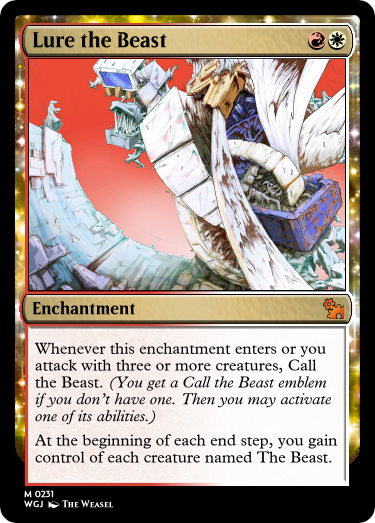 Lure the Beast
Enchantment
Whenever this enchantment enters or you
attack with three or more creatures, Call
the Beast. (You get a Call the Beast emblem
if you don't have one. Then you may activate
one of its abilities.)
At the beginning of each end step, you gain
control of each creature named The Beast.
M 0231
WGJ The Weasel